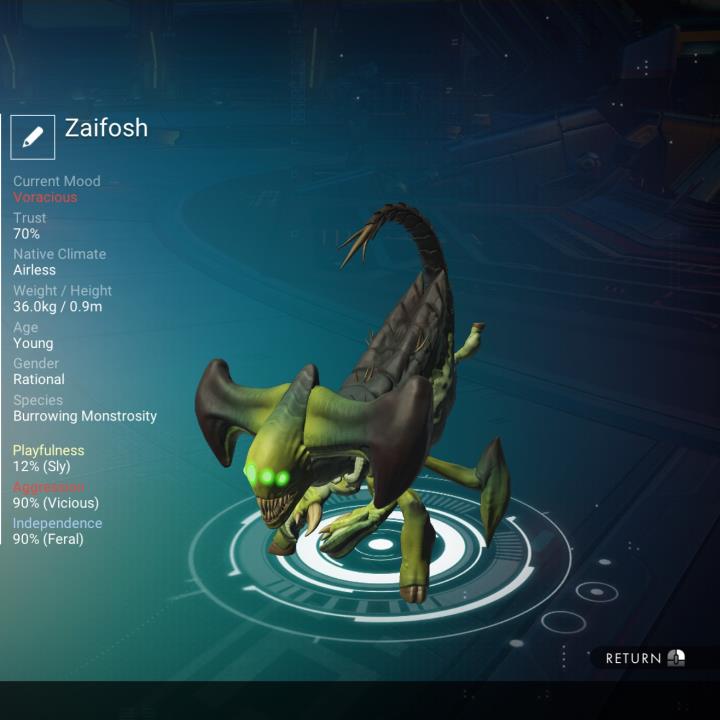 Zaifosh
Current Mood
Voracious
Trust
70%
Native Climate
Airless
Weight / Height
36.0kg / 0.9m
Age
Young
Gender
Rational
Species
Burrowing Monstrosity
Playfulness
12% (Sly)
Aggression
90% (Vicious)
Independence
90% (Feral)
RETURN